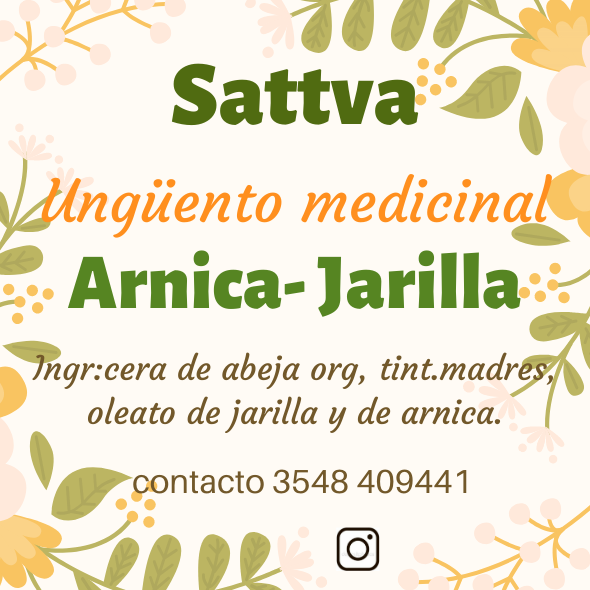 Sattva
Ungüento medicinal
Arnica- Jarilla
Ingr:cera de abeja org, tint.madres,
oleato de jarilla y de arnica.
contacto 3548 409441